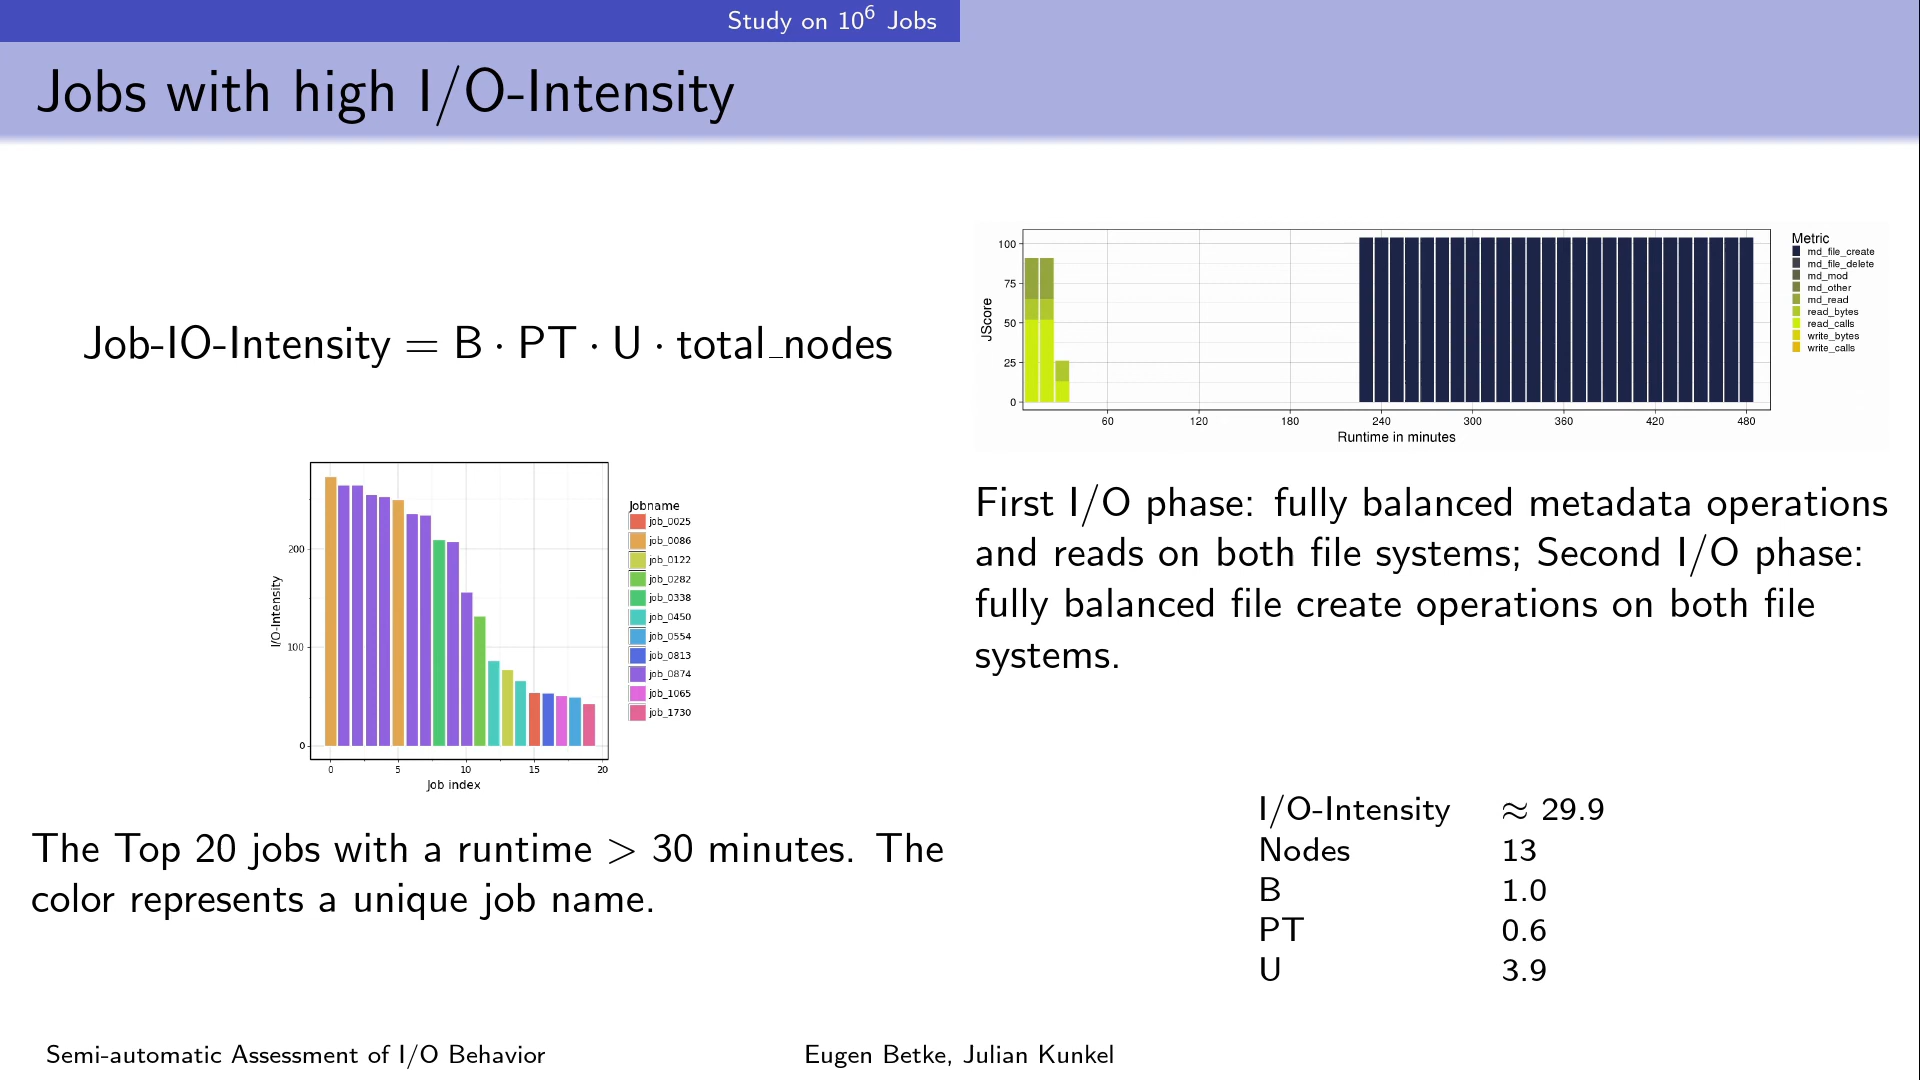 Study on 10⁶ Jobs
Jobs with high I/O-Intensity
Job-IO-Intensity = B · PT · U · total_nodes
I/O-Intensity
200
100
0
0 5 10 15 20
Job index
Jobname
job_0025
job_0086
job_0122
job_0282
job_0338
job_0450
job_0554
job_0813
job_0874
job_1065
job_1730
The Top 20 jobs with a runtime > 30 minutes. The
color represents a unique job name.
JScore
100
75
50
25
0
60 120 180 240 300 360 420 480
Runtime in minutes
Metric
md_file_create
md_file_delete
md_mod
md_other
md_read
read_bytes
read_calls
write_bytes
write_calls
First I/O phase: fully balanced metadata operations
and reads on both file systems; Second I/O phase:
fully balanced file create operations on both file
systems.
I/O-Intensity ≈ 29.9
Nodes 13
B 1.0
PT 0.6
U 3.9
Semi-automatic Assessment of I/O Behavior
Eugen Betke, Julian Kunkel